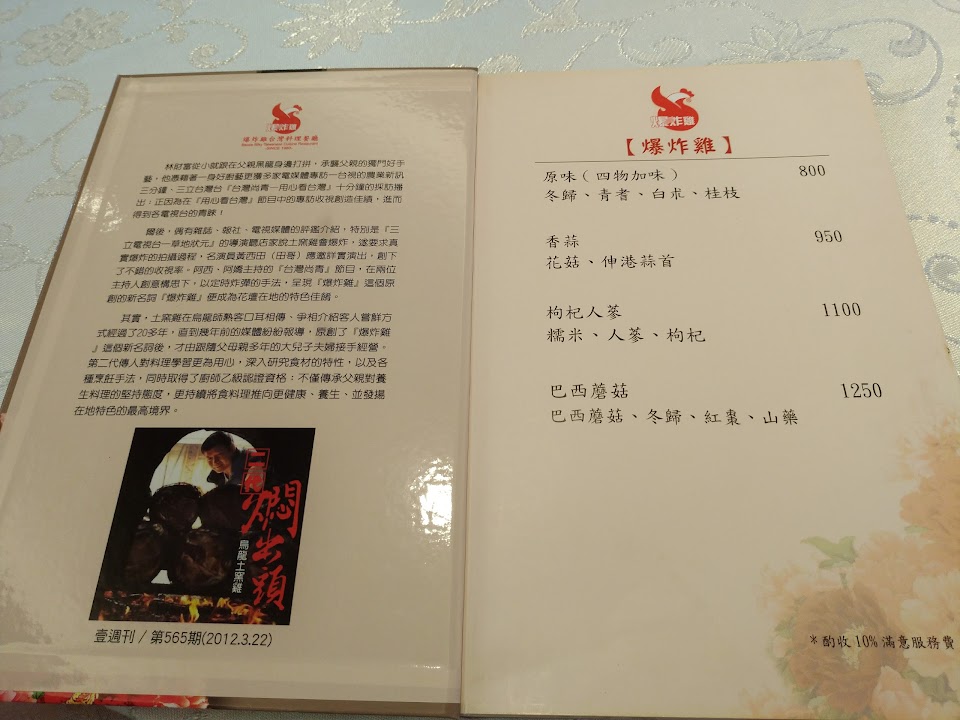 爆炸雞
爆炸雞台灣料理餐廳
林財富從小就跟在父親黑龍身邊打拼，承襲父親的獨門好手
藝，他憑藉著一身好廚藝更獲多家電媒體專訪─台視的農業新訊
三分鐘、三立台灣台『台灣尚青─用心看台灣』十分鐘的採訪播
出；正因為在『用心看台灣』節目中的專訪收視創造佳績，進而
得到各電視台的青睞！
爾後，偶有雜誌、報社、電視媒體的評鑑介紹，特別是『三
立電視台─草地狀元』的導演聽店家說土窯雞會爆炸，遂要求真
實爆炸的拍攝過程，名演員黃西田（田哥）應邀詳實演出，創下
了不錯的收視率。阿西、阿嬌主持的『台灣尚青』節目，在兩位
主持人創意構思下，以定時炸彈的手法，呈現『爆炸雞』這個原
創的新名詞『爆炸雞』便成為花壇在地的特色佳餚。
其實，土窯雞在烏龍師熟客口耳相傳、爭相介紹客人嘗鮮方
式經過了20多年，直到幾年前的媒體紛紛報導，原創了『爆炸雞
』這個新名詞後，才由跟隨父母親多年的大兒子夫婦接手經營。
第二代傳人對料理學習更為用心，深入研究食材的特性，以及各
種烹飪手法，同時取得了廚師乙級認證資格；不僅傳承父親對養
生料理的堅持態度，更持續將食料理推向更健康、養生、並發揚
在地特色的最高境界。
二代
燜出頭
烏龍土窯雞
壹週刊 / 第565期(2012.3.22)
爆炸雞
【爆炸雞】
原味（四物加味） 800
冬歸、青耆、白朮、桂枝
香蒜 950
花菇、伸港蒜首
枸杞人蔘 1100
糯米、人蔘、枸杞
巴西蘑菇 1250
巴西蘑菇、冬歸、紅棗、山藥
*酌收10%滿意服務費